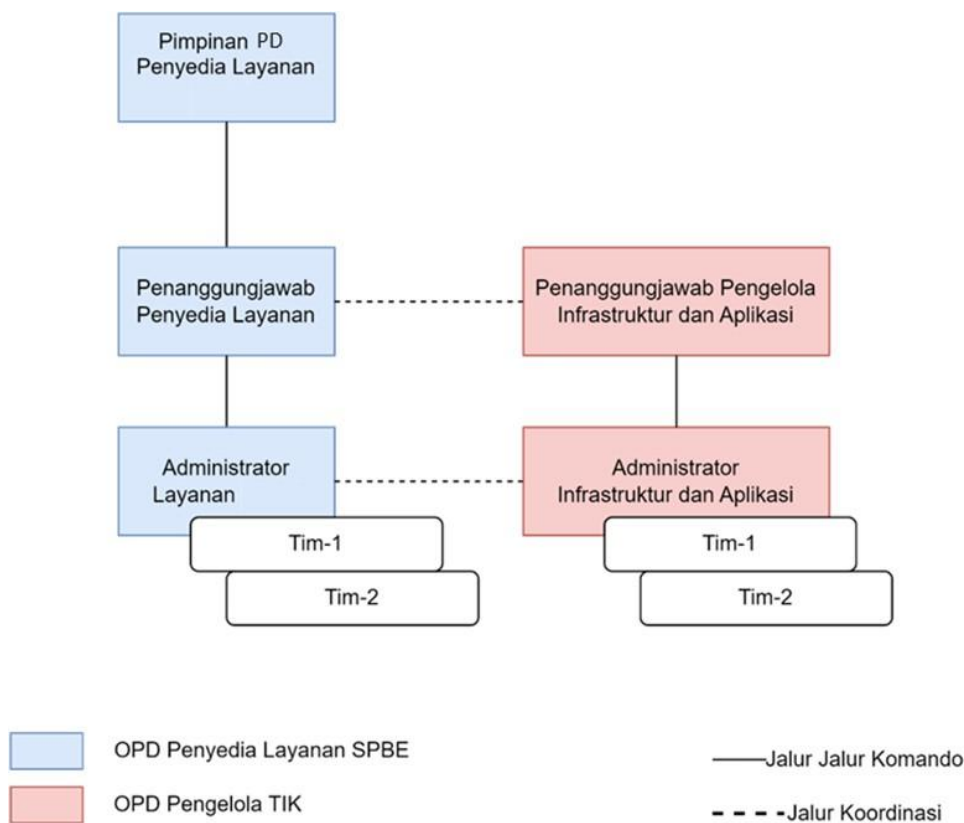 Pimpinan PD
Penyedia Layanan
Penanggungjawab
Penyedia Layanan
Penanggungjawab Pengelola
Infrastruktur dan Aplikasi
Administrator
Layanan
Administrator
Infrastruktur dan Aplikasi
Tim-1
Tim-2
Tim-1
Tim-2
OPD Penyedia Layanan SPBE
OPD Pengelola TIK
Jalur Jalur Komando
Jalur Koordinasi